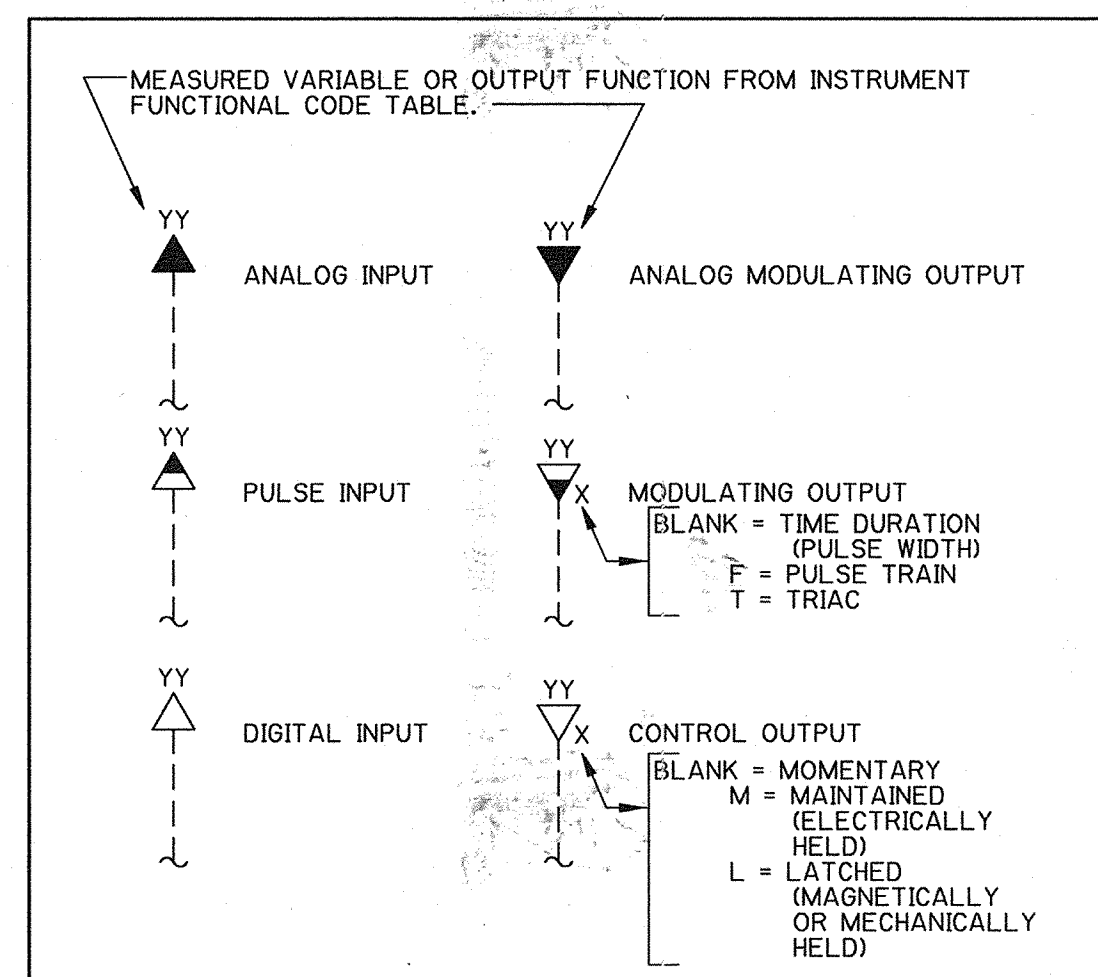 MEASURED VARIABLE OR OUTPUT FUNCTION FROM INSTRUMENT
FUNCTIONAL CODE TABLE.
YY
ANALOG INPUT
YY
ANALOG MODULATING OUTPUT
YY
PULSE INPUT
YY
X
MODULATING OUTPUT
BLANK = TIME DURATION
(PULSE WIDTH)
F = PULSE TRAIN
T = TRIAC
YY
DIGITAL INPUT
YY
X
CONTROL OUTPUT
BLANK = MOMENTARY
M = MAINTAINED
(ELECTRICALLY
HELD)
L = LATCHED
(MAGNETICALLY
OR MECHANICALLY
HELD)